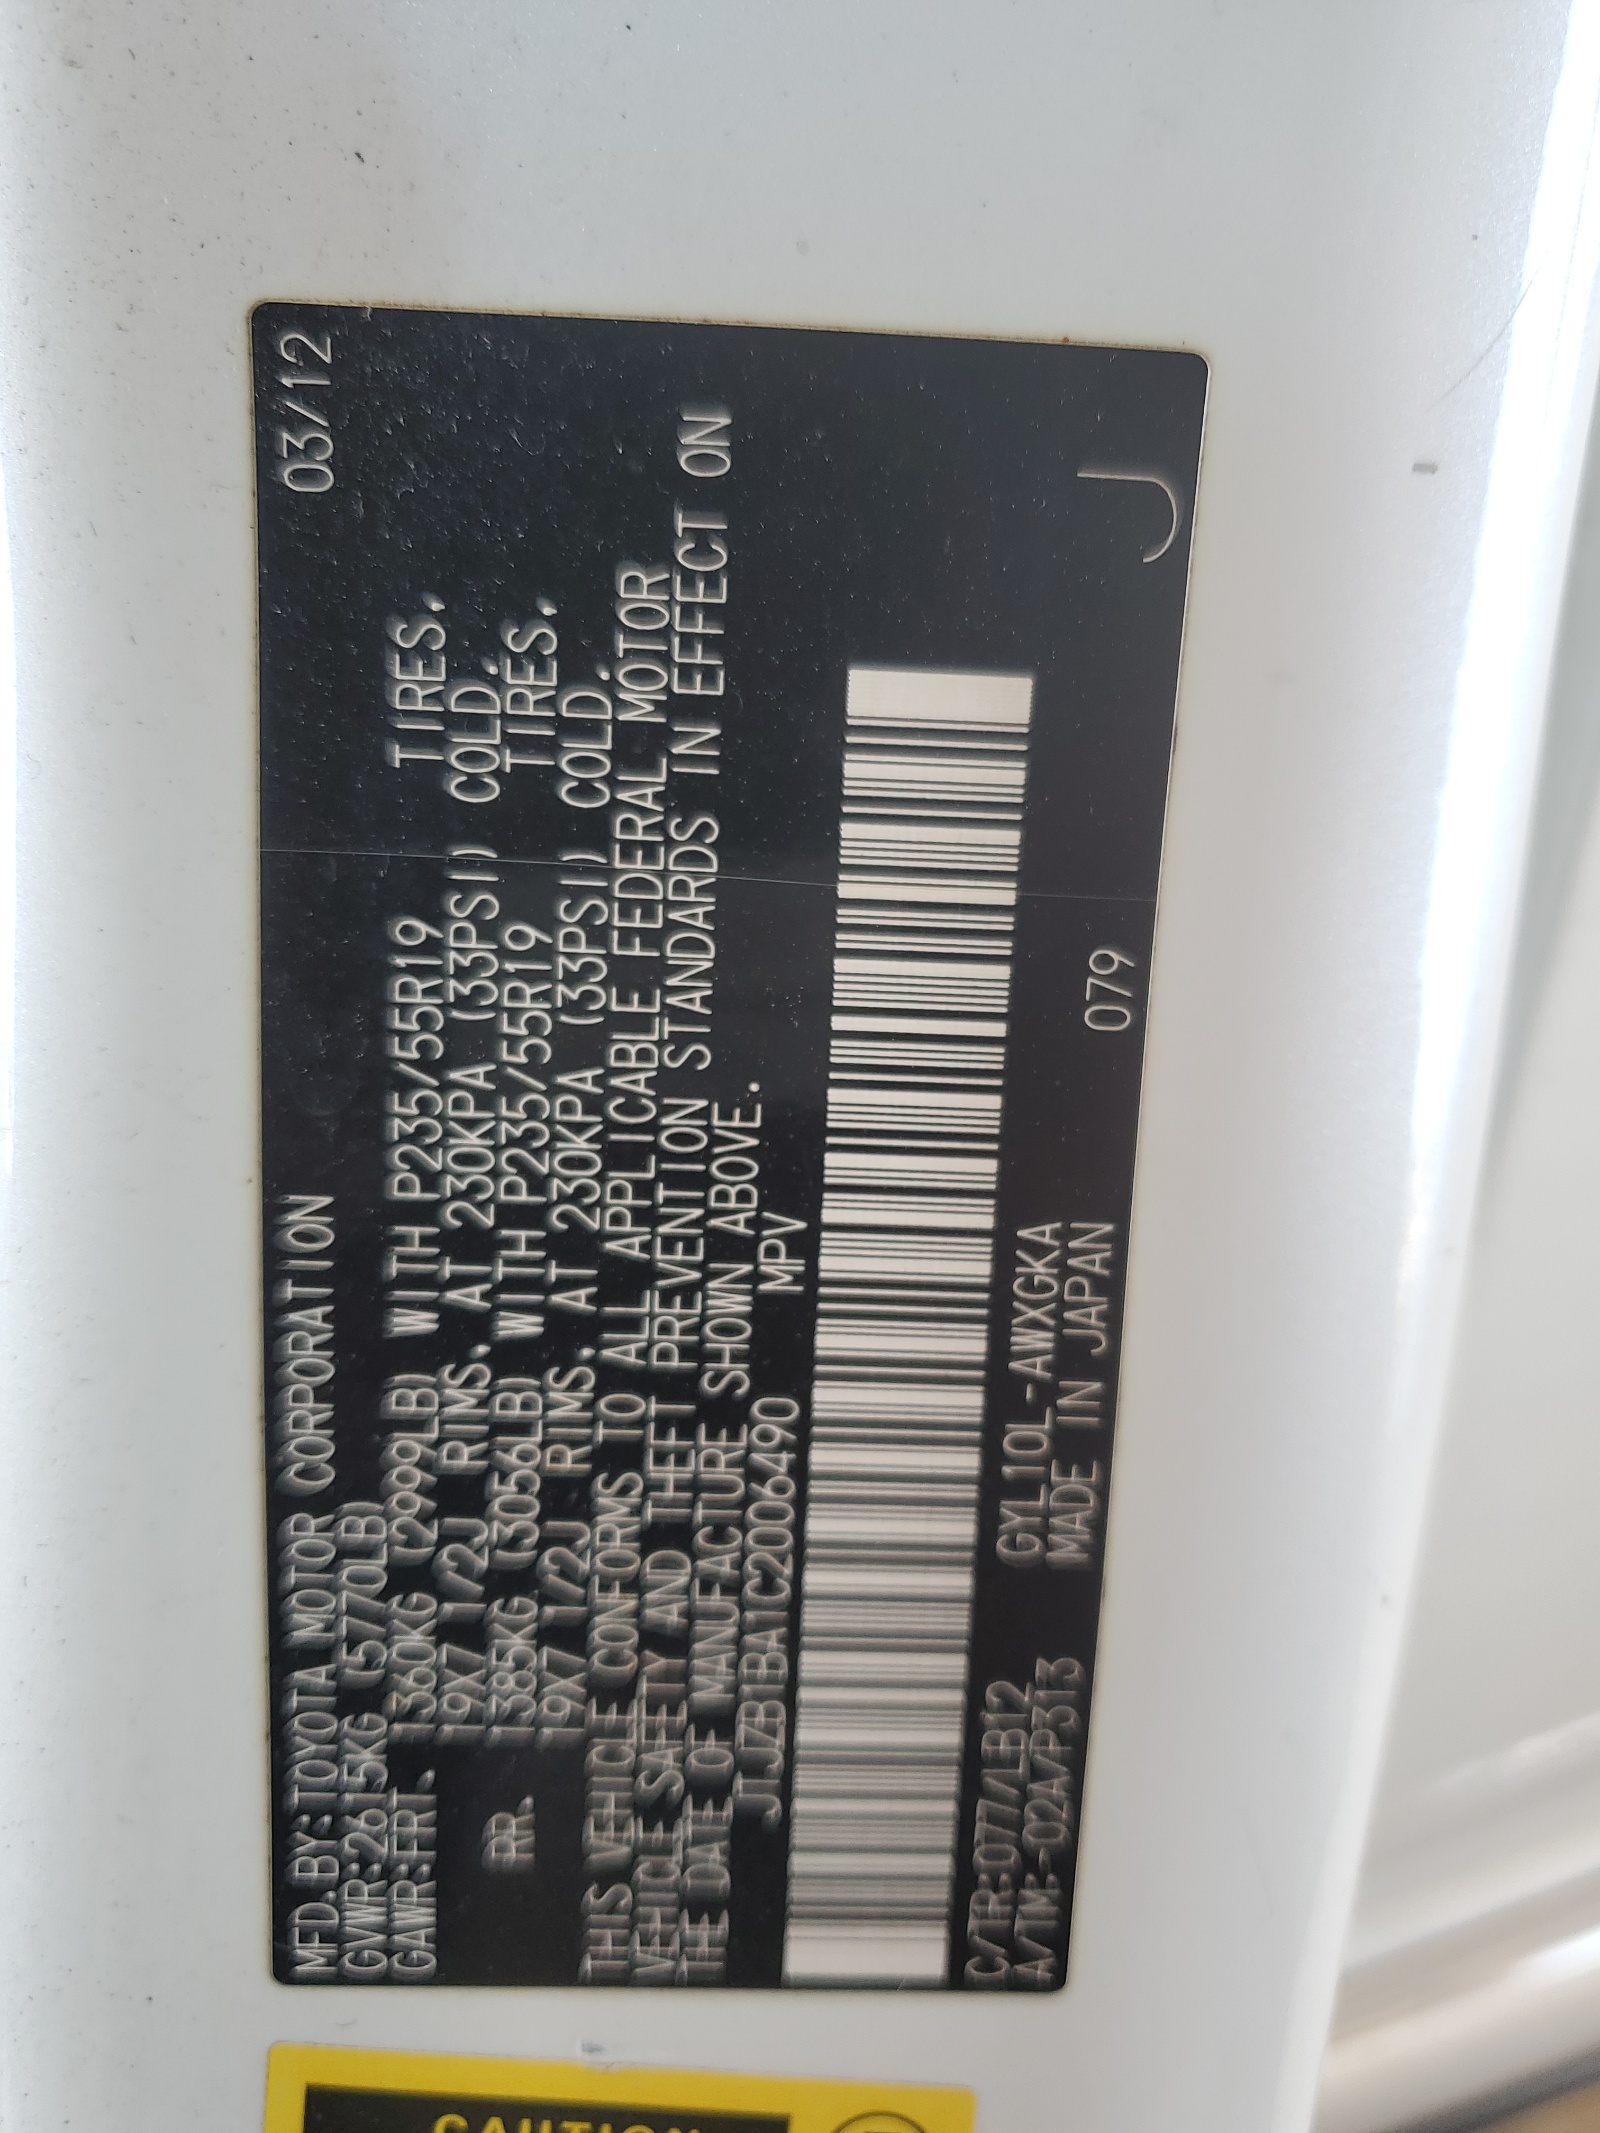 MFD.BY:TOYOTA MOTOR CORPORATION 03/12
GVWR:2615KG (5770LB)
GAWR:FRT. 1360KG (2999LB) WITH P235/55R19 TIRES,
19X7 1/2J RIMS, AT 230KPA (33PSI) COLD.
RR. 1385KG (3056LB) WITH P235/55R19 TIRES,
19X7 1/2J RIMS, AT 230KPA (33PSI) COLD.
THIS VEHICLE CONFORMS TO ALL APPLICABLE FEDERAL MOTOR
VEHICLE SAFETY AND THEFT PREVENTION STANDARDS IN EFFECT ON
THE DATE OF MANUFACTURE SHOWN ABOVE.
JTJZB1BA1C2006490 MPV
C/TR:077/LB12 GYL10L-AWXGKA
A/TM:-02A/P313 MADE IN JAPAN 079 J
CAUTION